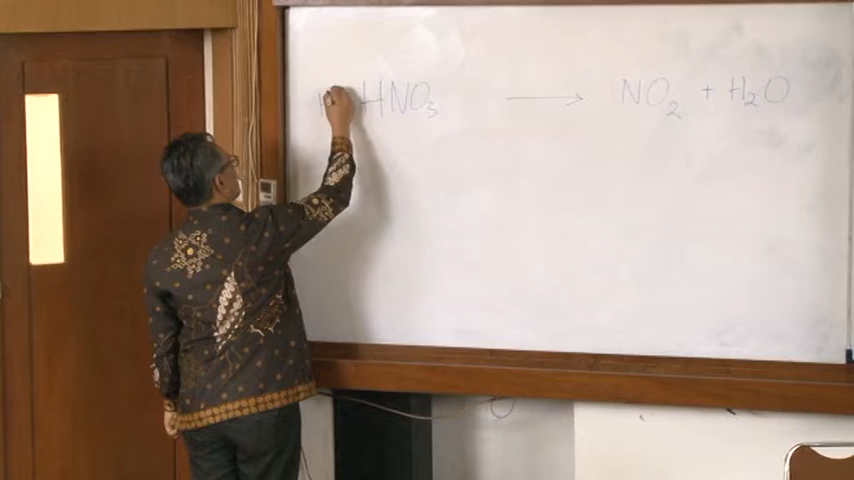 HNO₃ → NO₂ + H₂O